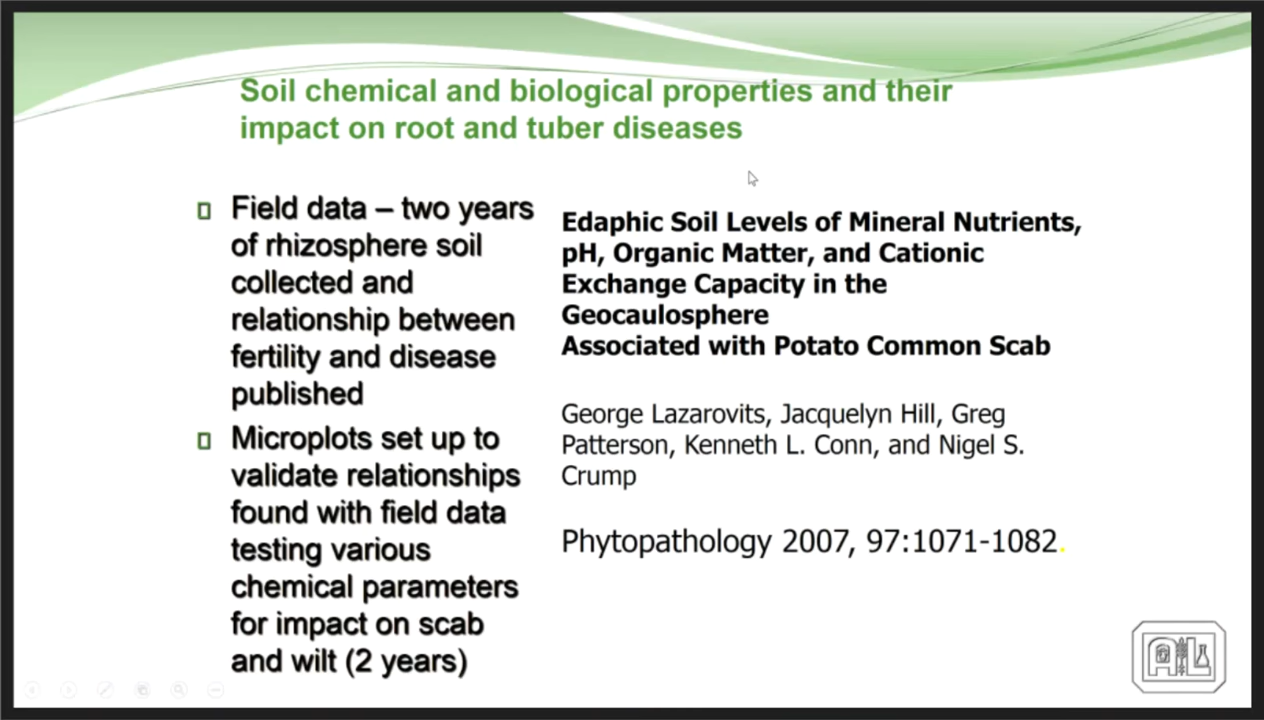 Soil chemical and biological properties and their
impact on root and tuber diseases
Field data – two years
of rhizosphere soil
collected and
relationship between
fertility and disease
published
Microplots set up to
validate relationships
found with field data
testing various
chemical parameters
for impact on scab
and wilt (2 years)
Edaphic Soil Levels of Mineral Nutrients,
pH, Organic Matter, and Cationic
Exchange Capacity in the
Geocaulosphere
Associated with Potato Common Scab
George Lazarovits, Jacquelyn Hill, Greg
Patterson, Kenneth L. Conn, and Nigel S.
Crump
Phytopathology 2007, 97:1071-1082.
A&L